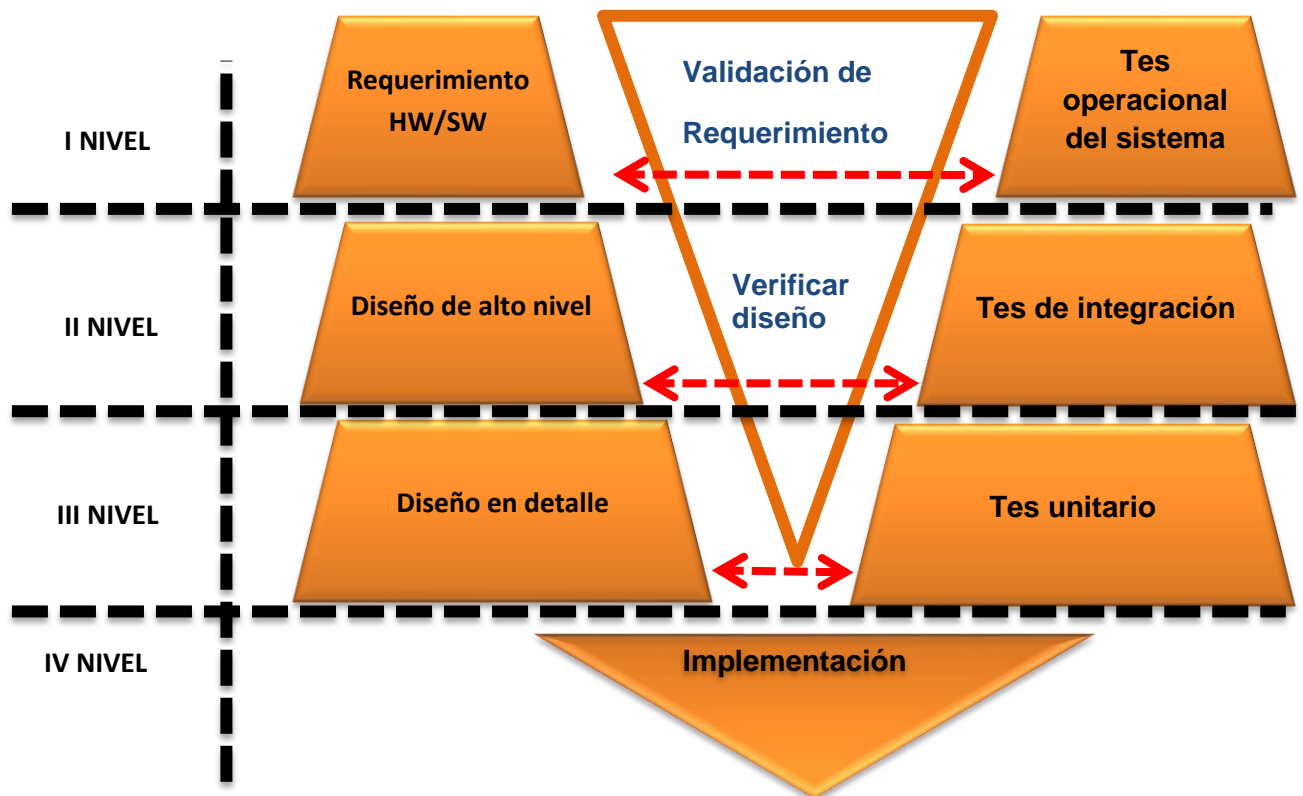 I NIVEL
Requerimiento
HW/SW
Validación de
Requerimiento
Tes
operacional
del sistema
II NIVEL
Diseño de alto nivel
Verificar
diseño
Tes de integración
III NIVEL
Diseño en detalle
Tes unitario
IV NIVEL
Implementación